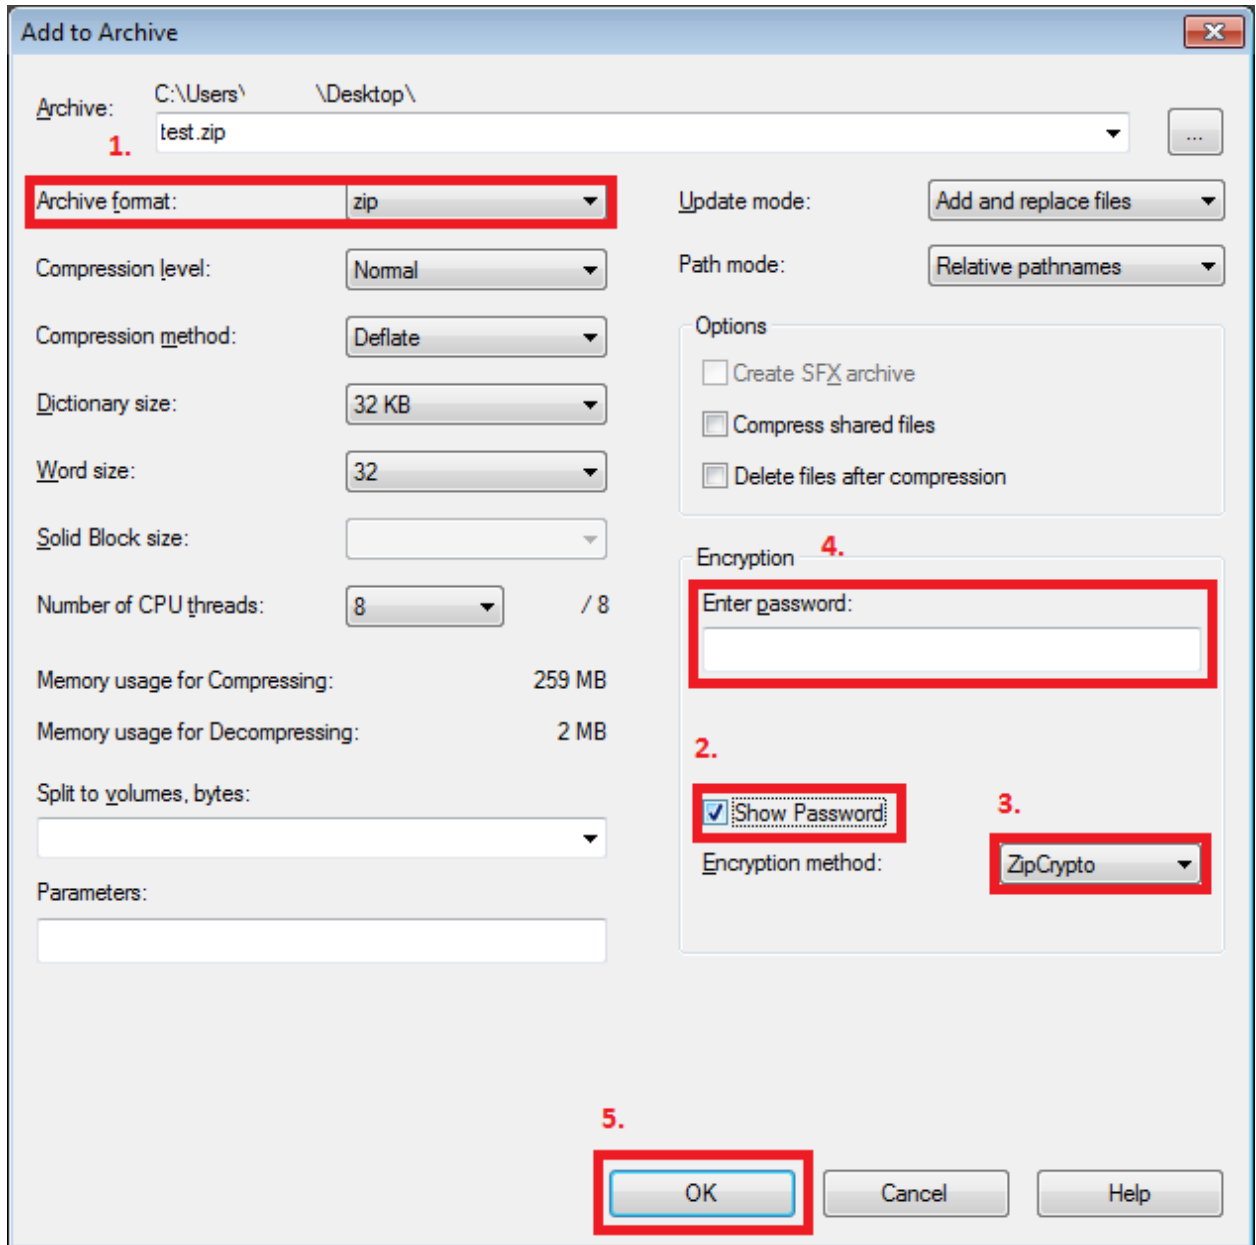 Add to Archive
Archive:
C:\Users\ \Desktop\
test.zip
...
1.
Archive format: zip
Compression level: Normal
Compression method: Deflate
Dictionary size: 32 KB
Word size: 32
Solid Block size:
Number of CPU threads: 8 / 8
Memory usage for Compressing: 259 MB
Memory usage for Decompressing: 2 MB
Split to volumes, bytes:
Parameters:
Update mode: Add and replace files
Path mode: Relative pathnames
Options
Create SFX archive
Compress shared files
Delete files after compression
Encryption
4.
Enter password:
2.
Show Password
3.
Encryption method: ZipCrypto
5.
OK
Cancel
Help